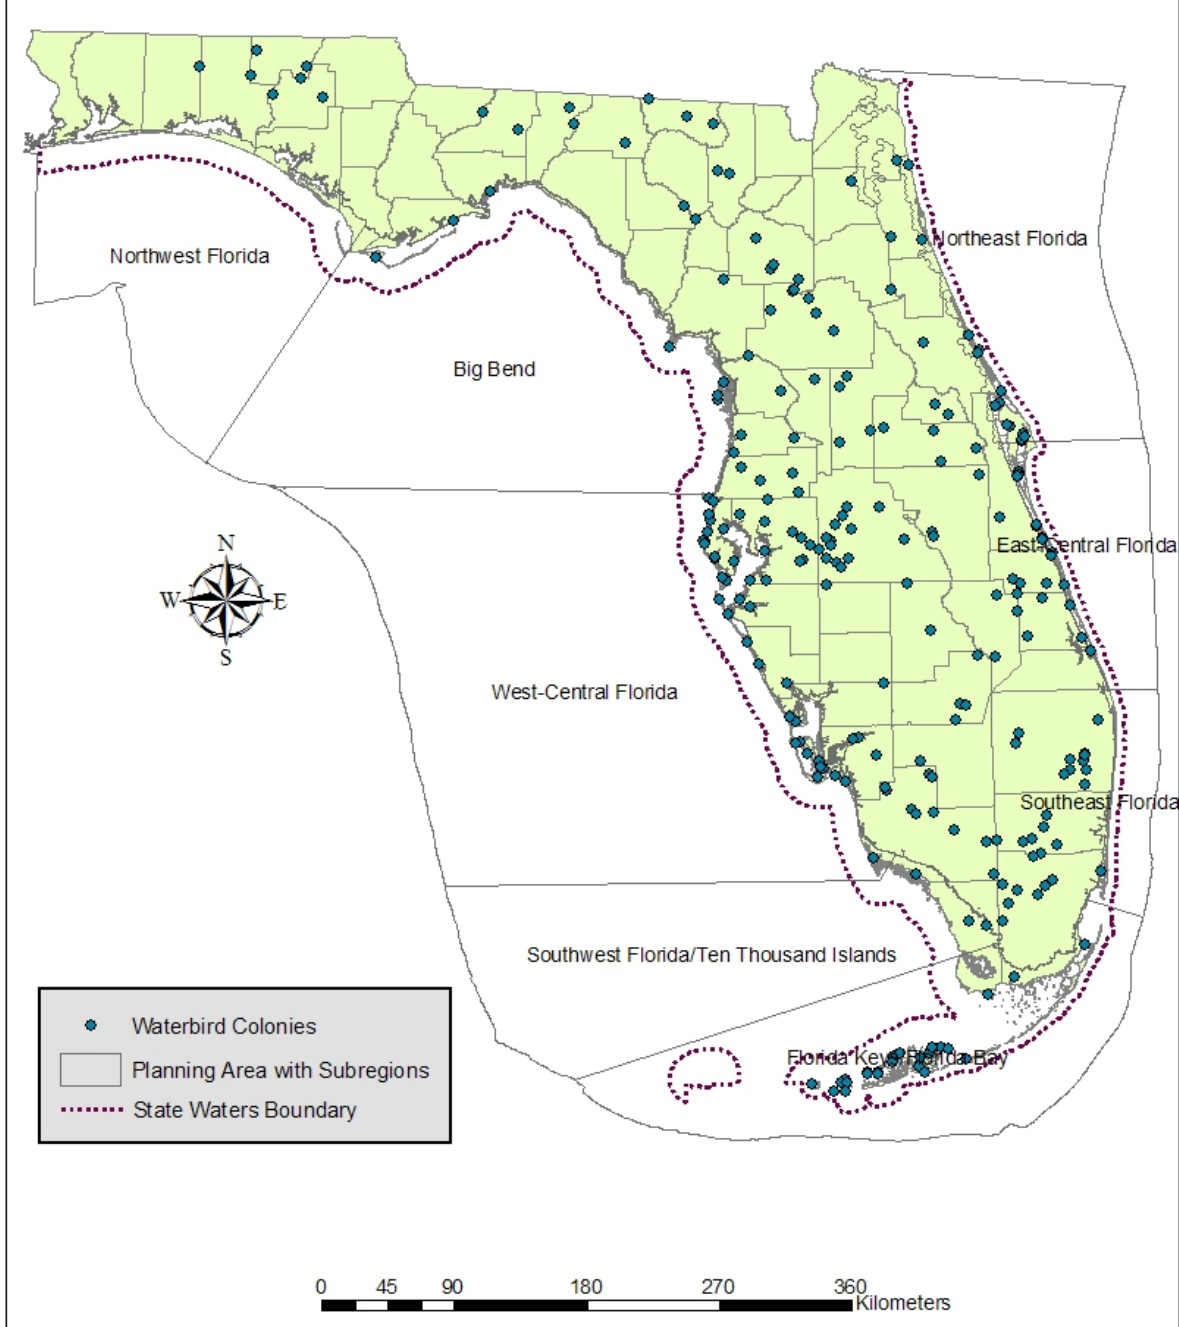 Northeast Florida
Northwest Florida
Big Bend
N
W
E
S
East-Central Florida
West-Central Florida
Southeast Florida
Southwest Florida/Ten Thousand Islands
Florida Keys/Florida Bay
Waterbird Colonies
Planning Area with Subregions
State Waters Boundary
0 45 90 180 270 360
Kilometers